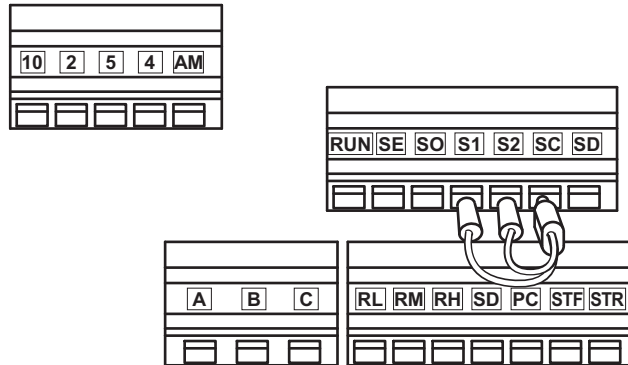 10 2 5 4 AM
RUN SE SO S1 S2 SC SD
A B C RL RM RH SD PC STF STR